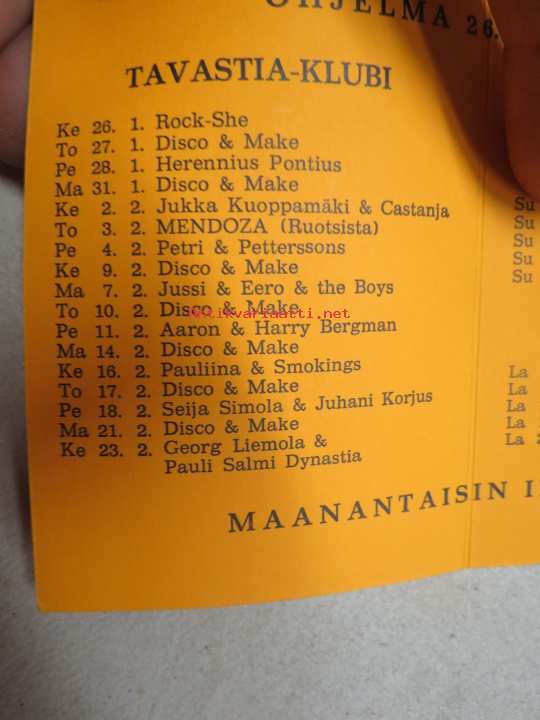 OHJELMA 26.
TAVASTIA-KLUBI
Ke 26. 1. Rock-She
To 27. 1. Disco & Make
Pe 28. 1. Herennius Pontius
Ma 31. 1. Disco & Make
Ke 2. 2. Jukka Kuoppamäki & Castanja
To 3. 2. MENDOZA (Ruotsista)
Pe 4. 2. Petri & Petterssons
Ke 9. 2. Disco & Make
Ma 7. 2. Jussi & Eero & the Boys
To 10. 2. Disco & Make
Pe 11. 2. Aaron & Harry Bergman
Ma 14. 2. Disco & Make
Ke 16. 2. Pauliina & Smokings
To 17. 2. Disco & Make
Pe 18. 2. Seija Simola & Juhani Korjus
Ma 21. 2. Disco & Make
Ke 23. 2. Georg Liemola &
Pauli Salmi Dynastia
MAANANTAISIN
Su
Su
Su
Su
Su
La
La
La
La
La
Antikvariaatti.net